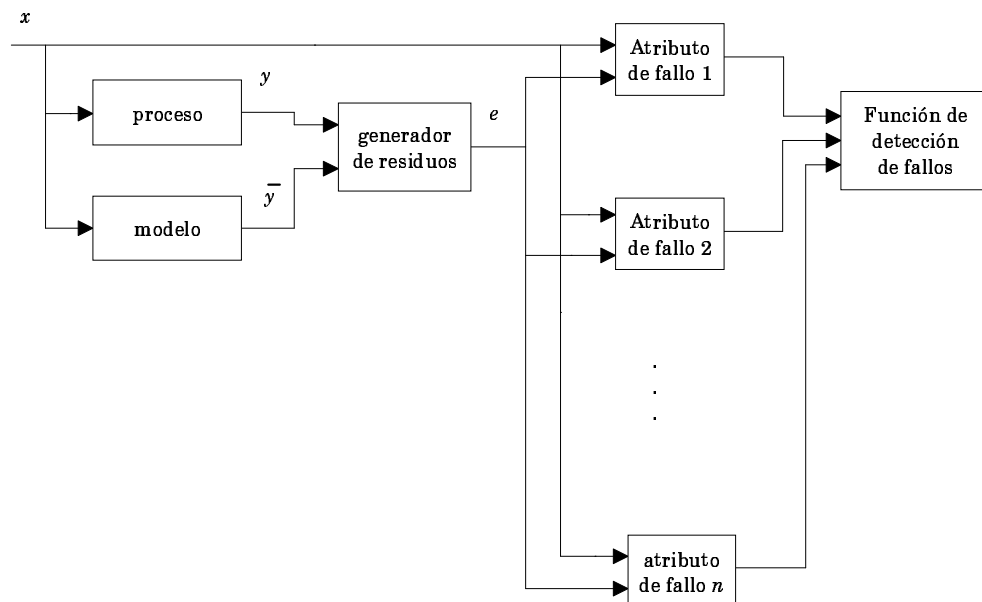 x
Atributo
de fallo 1
y
proceso
e
generador
de residuos
Función de
detección
de fallos
ȳ
modelo
Atributo
de fallo 2
.
.
.
atributo
de fallo n